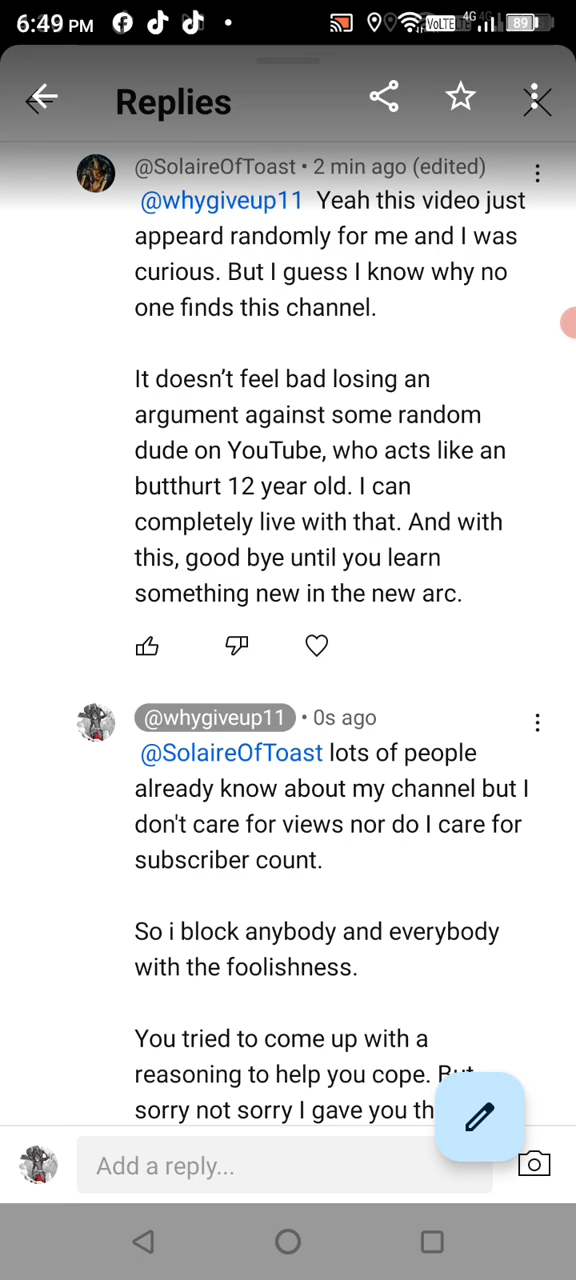 6:49 PM
VoLTE 4G 4G 89
Replies
@SolaireOfToast • 2 min ago (edited)
@whygiveup11 Yeah this video just
appeard randomly for me and I was
curious. But I guess I know why no
one finds this channel.
It doesn’t feel bad losing an
argument against some random
dude on YouTube, who acts like an
butthurt 12 year old. I can
completely live with that. And with
this, good bye until you learn
something new in the new arc.
@whygiveup11 • 0s ago
@SolaireOfToast lots of people
already know about my channel but I
don't care for views nor do I care for
subscriber count.
So i block anybody and everybody
with the foolishness.
You tried to come up with a
reasoning to help you cope. But
sorry not sorry I gave you th
Add a reply...